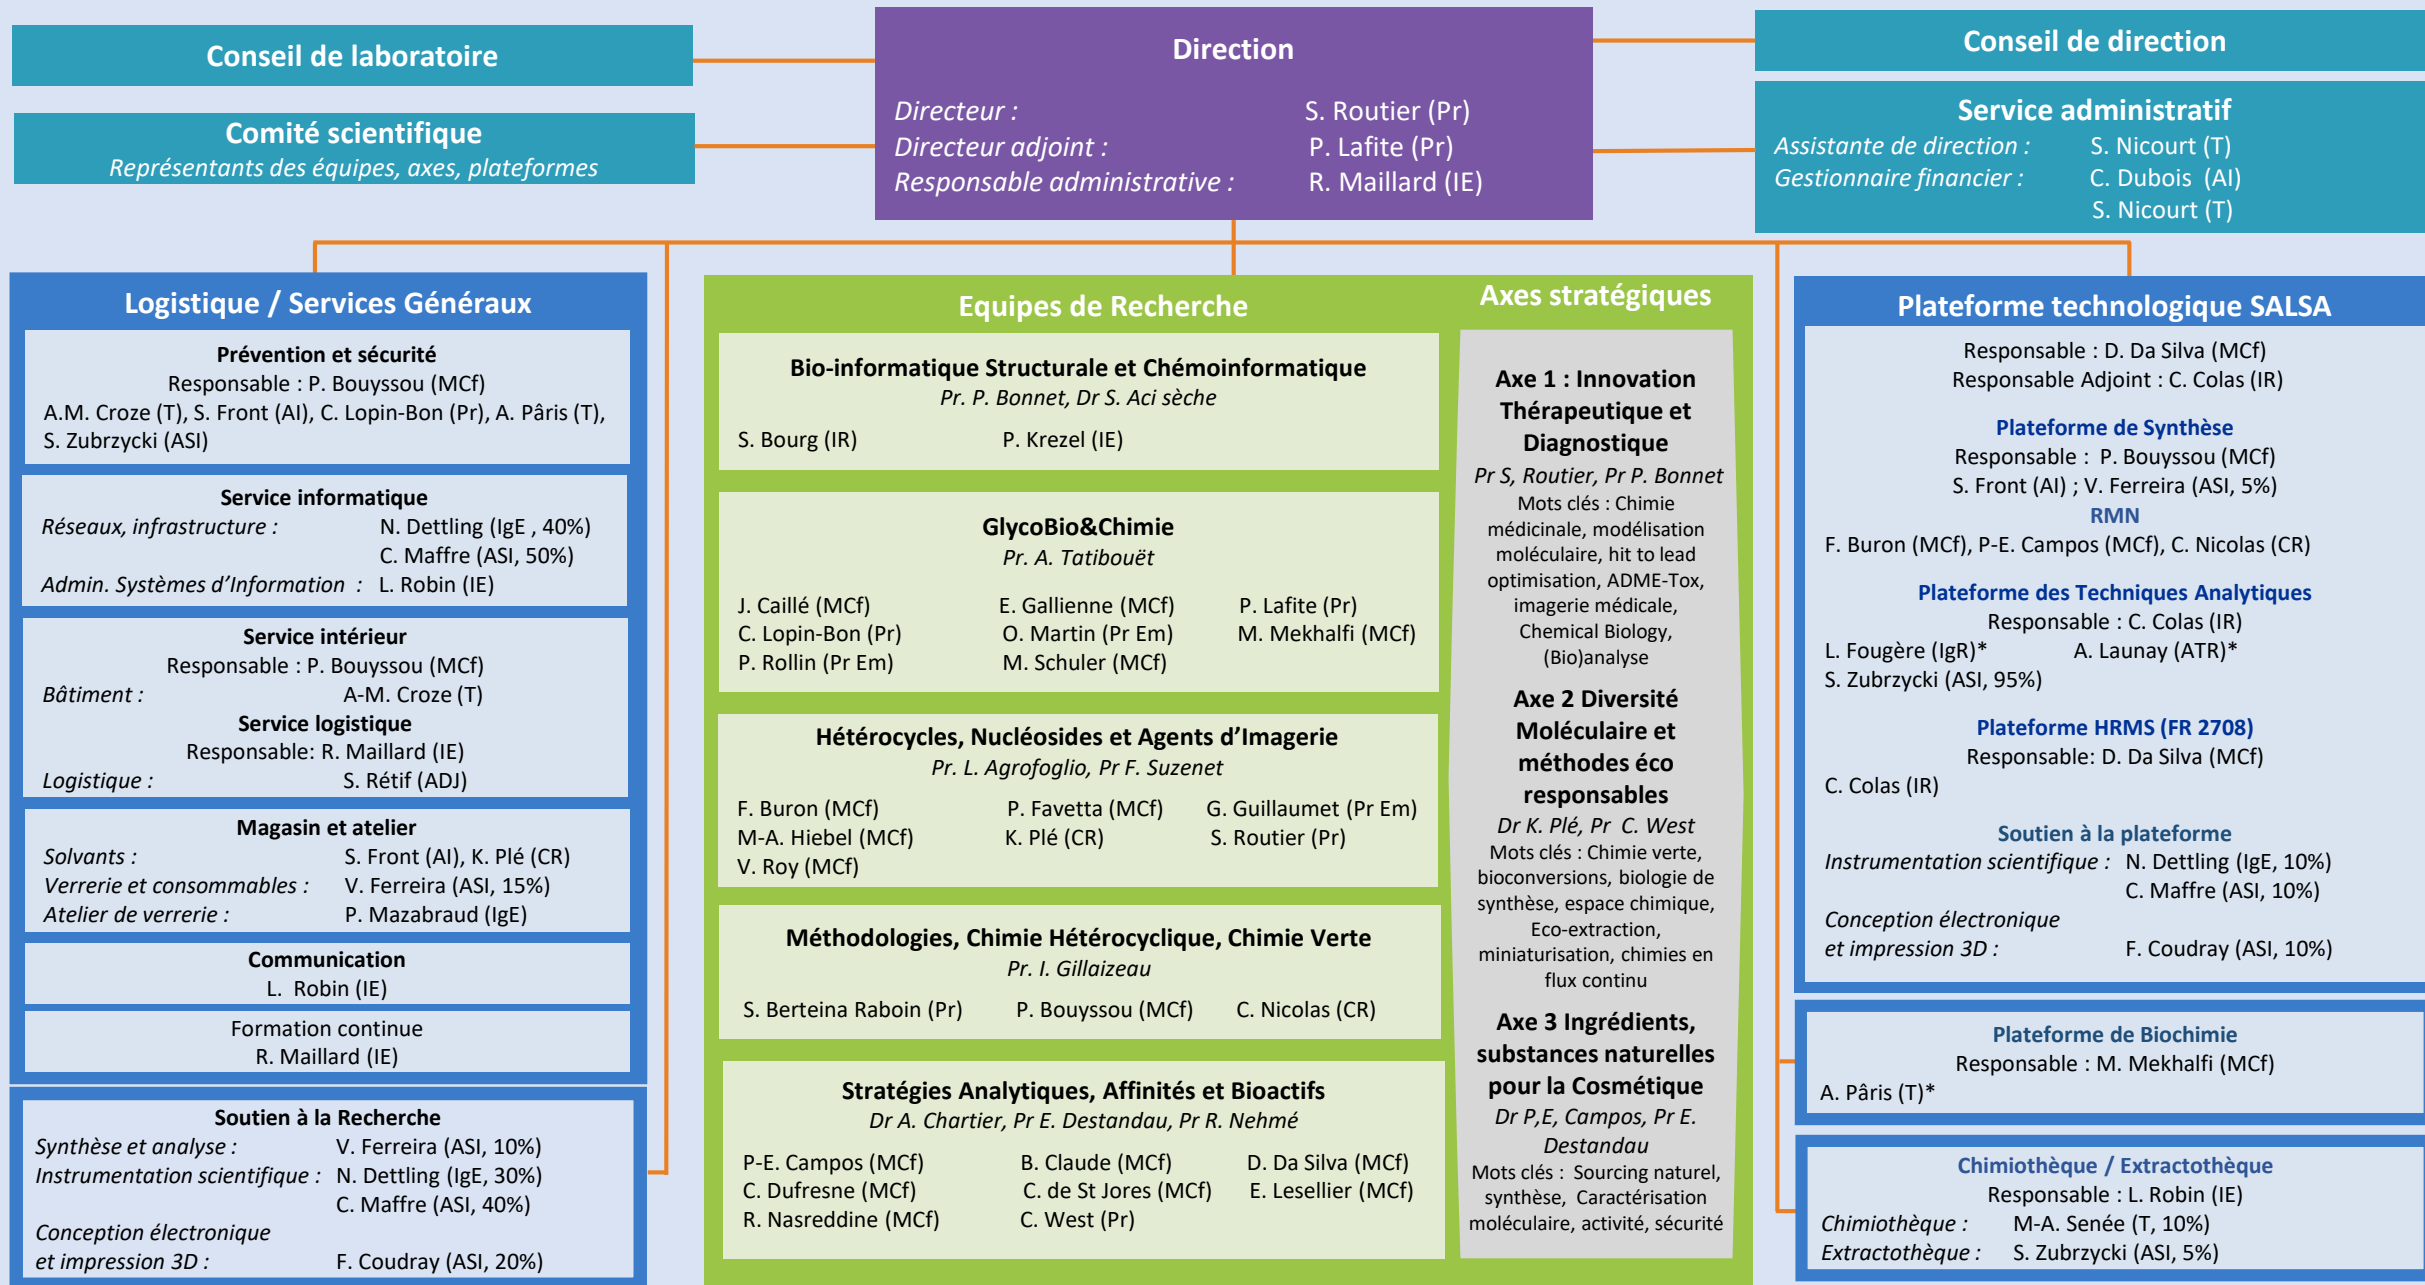 Conseil de laboratoire
Comité scientifique
Représentants des équipes, axes, plateformes
Direction
Directeur : S. Routier (Pr)
Directeur adjoint : P. Lafite (Pr)
Responsable administrative : R. Maillard (IE)
Conseil de direction
Service administratif
Assistante de direction : S. Nicourt (T)
Gestionnaire financier : C. Dubois (AI)
S. Nicourt (T)
Logistique / Services Généraux
Prévention et sécurité
Responsable : P. Bouyssou (MCf)
A.M. Croze (T), S. Front (AI), C. Lopin-Bon (Pr), A. Pâris (T),
S. Zubrzycki (ASI)
Service informatique
Réseaux, infrastructure : N. Dettling (IgE , 40%)
C. Maffre (ASI, 50%)
Admin. Systèmes d'Information : L. Robin (IE)
Service intérieur
Responsable : P. Bouyssou (MCf)
Bâtiment : A-M. Croze (T)
Service logistique
Responsable: R. Maillard (IE)
Logistique : S. Rétif (ADJ)
Magasin et atelier
Solvants : S. Front (AI), K. Plé (CR)
Verrerie et consommables : V. Ferreira (ASI, 15%)
Atelier de verrerie : P. Mazabraud (IgE)
Communication
L. Robin (IE)
Formation continue
R. Maillard (IE)
Soutien à la Recherche
Synthèse et analyse : V. Ferreira (ASI, 10%)
Instrumentation scientifique : N. Dettling (IgE, 30%)
C. Maffre (ASI, 40%)
Conception électronique
et impression 3D : F. Coudray (ASI, 20%)
Equipes de Recherche
Bio-informatique Structurale et Chémoinformatique
Pr. P. Bonnet, Dr S. Aci sèche
S. Bourg (IR) P. Krezel (IE)
GlycoBio&Chimie
Pr. A. Tatibouët
J. Caillé (MCf) E. Gallienne (MCf) P. Lafite (Pr)
C. Lopin-Bon (Pr) O. Martin (Pr Em) M. Mekhalfi (MCf)
P. Rollin (Pr Em) M. Schuler (MCf)
Hétérocycles, Nucléosides et Agents d'Imagerie
Pr. L. Agrofoglio, Pr F. Suzenet
F. Buron (MCf) P. Favetta (MCf) G. Guillaumet (Pr Em)
M-A. Hiebel (MCf) K. Plé (CR) S. Routier (Pr)
V. Roy (MCf)
Méthodologies, Chimie Hétérocyclique, Chimie Verte
Pr. I. Gillaizeau
S. Berteina Raboin (Pr) P. Bouyssou (MCf) C. Nicolas (CR)
Stratégies Analytiques, Affinités et Bioactifs
Dr A. Chartier, Pr E. Destandau, Pr R. Nehmé
P-E. Campos (MCf) B. Claude (MCf) D. Da Silva (MCf)
C. Dufresne (MCf) C. de St Jores (MCf) E. Lesellier (MCf)
R. Nasreddine (MCf) C. West (Pr)
Axes stratégiques
Axe 1 : Innovation
Thérapeutique et
Diagnostique
Pr S, Routier, Pr P. Bonnet
Mots clés : Chimie
médicinale, modélisation
moléculaire, hit to lead
optimisation, ADME-Tox,
imagerie médicale,
Chemical Biology,
(Bio)analyse
Axe 2 Diversité
Moléculaire et
méthodes éco
responsables
Dr K. Plé, Pr C. West
Mots clés : Chimie verte,
bioconversions, biologie de
synthèse, espace chimique,
Eco-extraction,
miniaturisation, chimies en
flux continu
Axe 3 Ingrédients,
substances naturelles
pour la Cosmétique
Dr P,E, Campos, Pr E.
Destandau
Mots clés : Sourcing naturel,
synthèse, Caractérisation
moléculaire, activité, sécurité
Plateforme technologique SALSA
Responsable : D. Da Silva (MCf)
Responsable Adjoint : C. Colas (IR)
Plateforme de Synthèse
Responsable : P. Bouyssou (MCf)
S. Front (AI) ; V. Ferreira (ASI, 5%)
RMN
F. Buron (MCf), P-E. Campos (MCf), C. Nicolas (CR)
Plateforme des Techniques Analytiques
Responsable : C. Colas (IR)
L. Fougère (IgR)* A. Launay (ATR)*
S. Zubrzycki (ASI, 95%)
Plateforme HRMS (FR 2708)
Responsable: D. Da Silva (MCf)
C. Colas (IR)
Soutien à la plateforme
Instrumentation scientifique : N. Dettling (IgE, 10%)
C. Maffre (ASI, 10%)
Conception électronique
et impression 3D : F. Coudray (ASI, 10%)
Plateforme de Biochimie
Responsable : M. Mekhalfi (MCf)
A. Pâris (T)*
Chimiothèque / Extractothèque
Responsable : L. Robin (IE)
Chimiothèque : M-A. Senée (T, 10%)
Extractothèque : S. Zubrzycki (ASI, 5%)